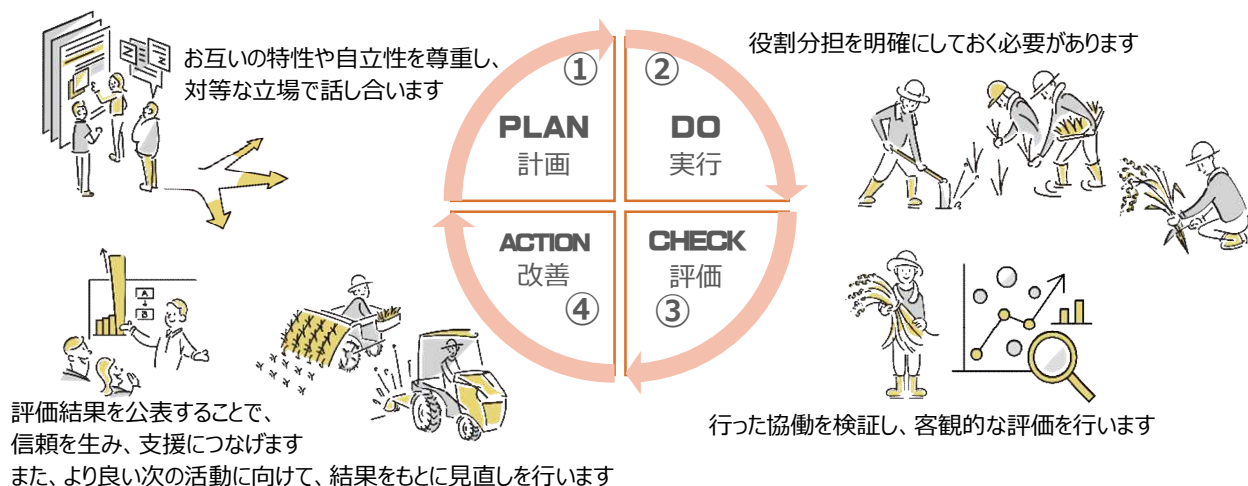 お互いの特性や自立性を尊重し、
対等な立場で話し合います
①
PLAN
計画
②
DO
実行
役割分担を明確にしておく必要があります
CHECK
評価
③
行った協働を検証し、客観的な評価を行います
ACTION
改善
④
A
B
評価結果を公表することで、
信頼を生み、支援につなげます
また、より良い次の活動に向けて、結果をもとに見直しを行います